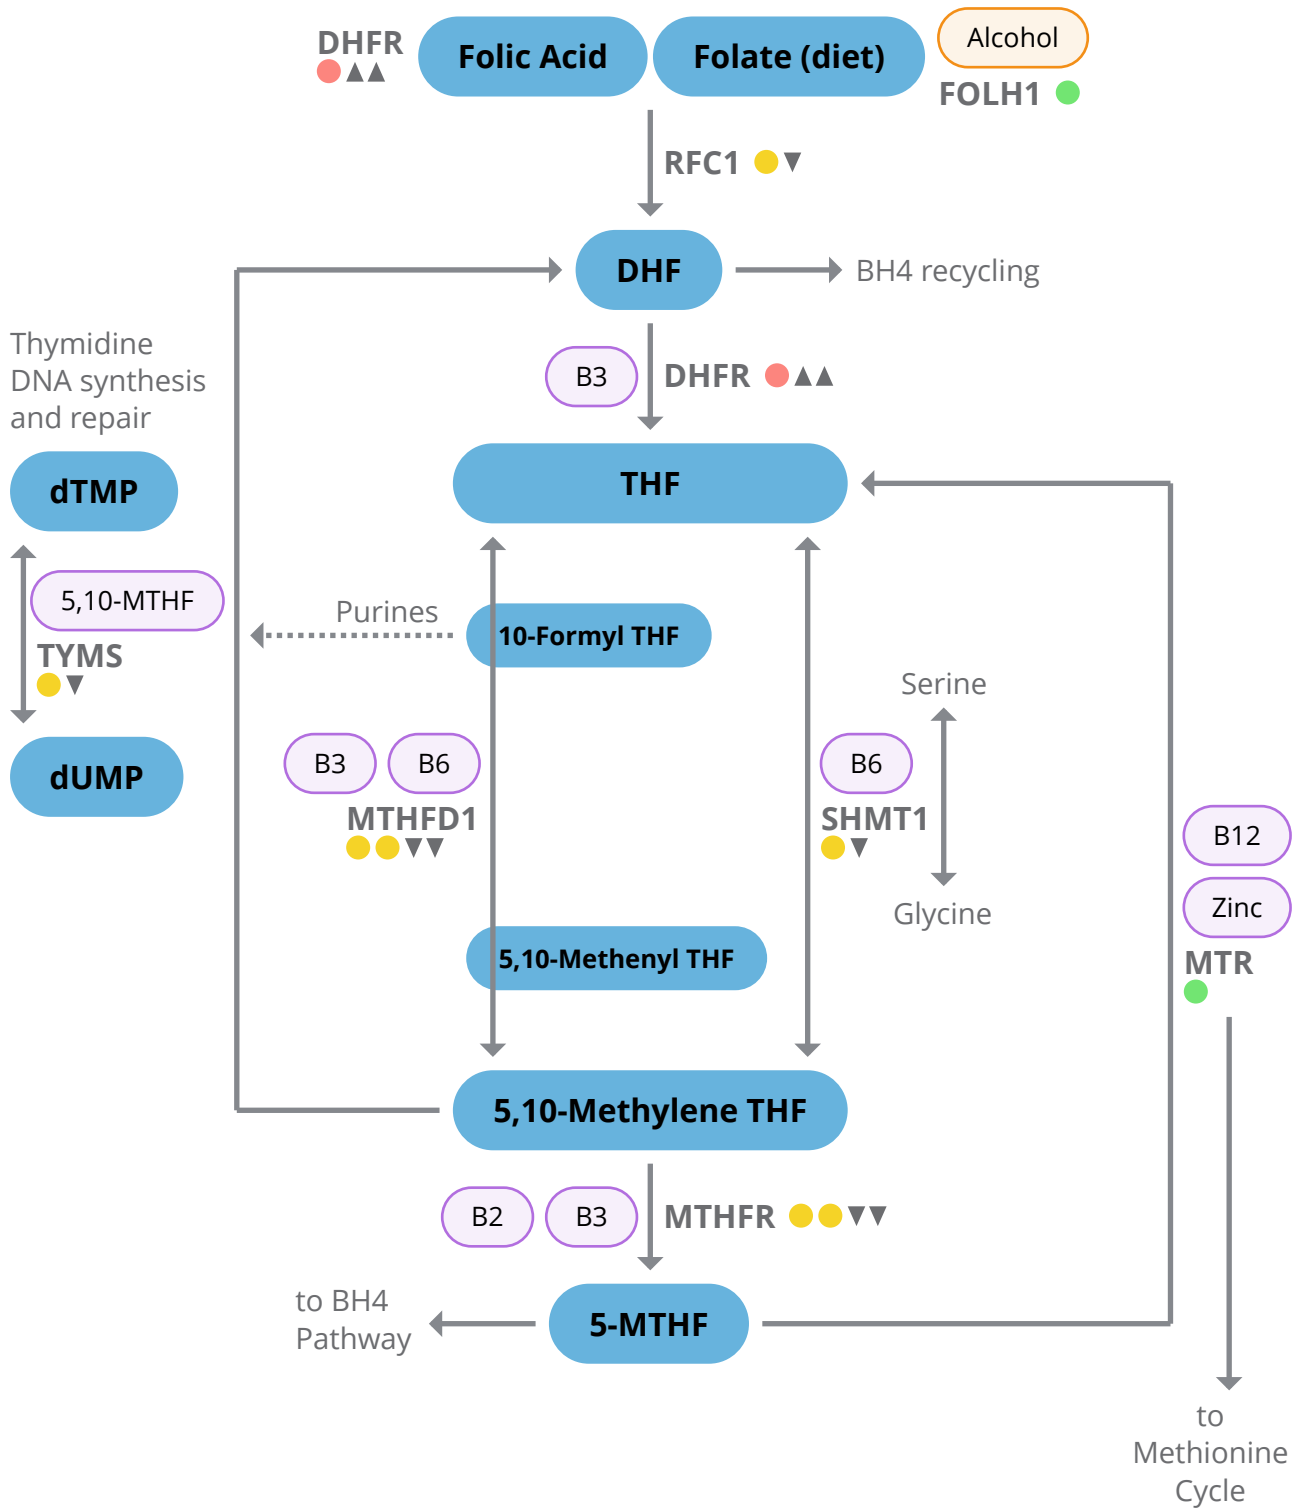 DHFR
Folic Acid
Folate (diet)
Alcohol
FOLH1
RFC1
DHF
BH4 recycling
Thymidine
DNA synthesis
and repair
B3
DHFR
dTMP
THF
5,10-MTHF
Purines
10-Formyl THF
TYMS
Serine
dUMP
B3
B6
MTHFD1
B6
SHMT1
Glycine
B12
Zinc
MTR
5,10-Methenyl THF
5,10-Methylene THF
B2
B3
MTHFR
to BH4
Pathway
5-MTHF
to
Methionine
Cycle